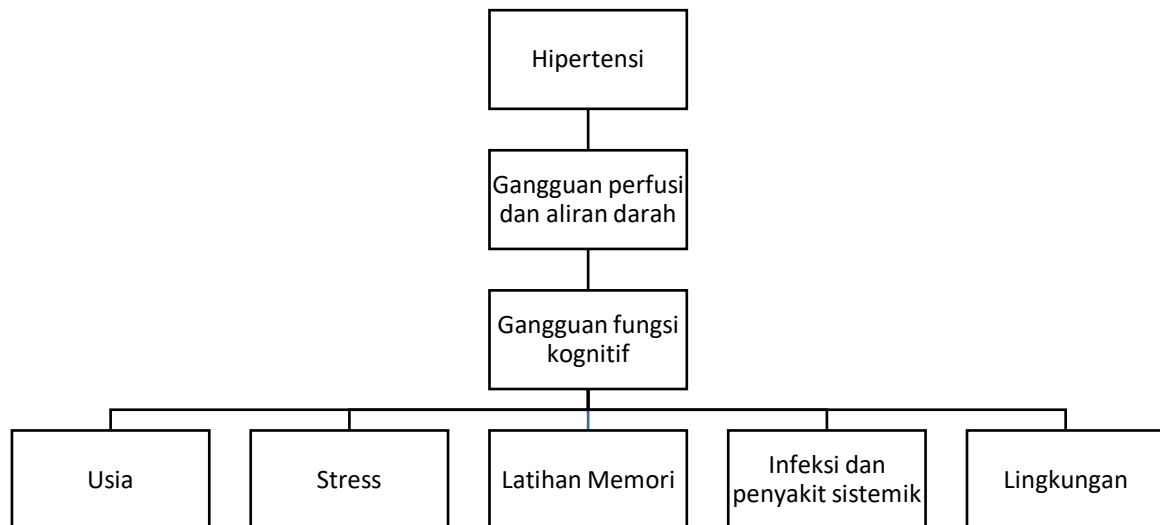 Hipertensi
Gangguan perfusi
dan aliran darah
Gangguan fungsi
kognitif
Usia
Stress
Latihan Memori
Infeksi dan
penyakit sistemik
Lingkungan